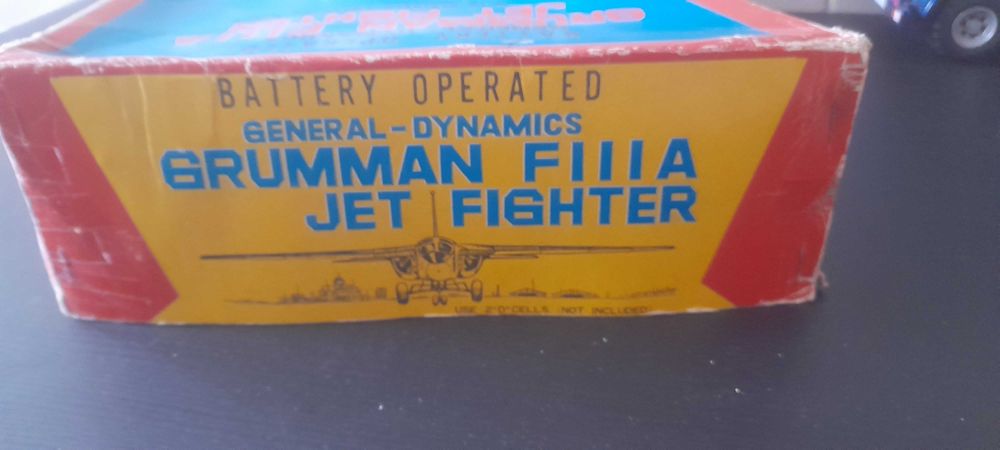 BATTERY OPERATED
GENERAL-DYNAMICS
GRUMMAN F111A
JET FIGHTER
USE 2"D"CELLS (NOT INCLUDED)